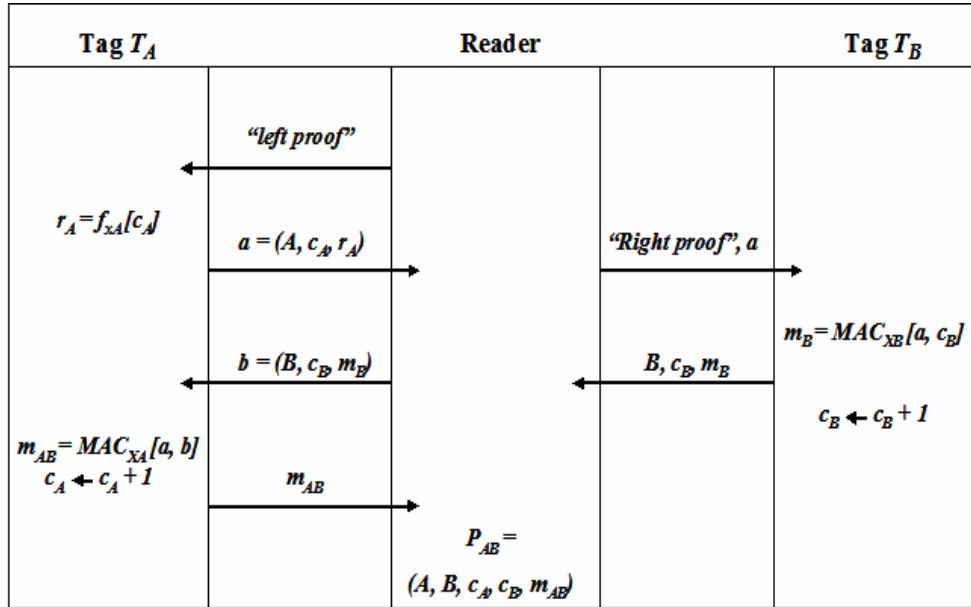 Tag T_A Reader Tag T_B
"left proof"
r_A = f_xA[c_A]
a = (A, c_A, r_A) "Right proof", a
m_B = MAC_XB[a, c_B]
b = (B, c_B, m_B) B, c_B, m_B
c_B ← c_B + 1
m_AB = MAC_XA[a, b]
c_A ← c_A + 1
m_AB
P_AB =
(A, B, c_A, c_B, m_AB)